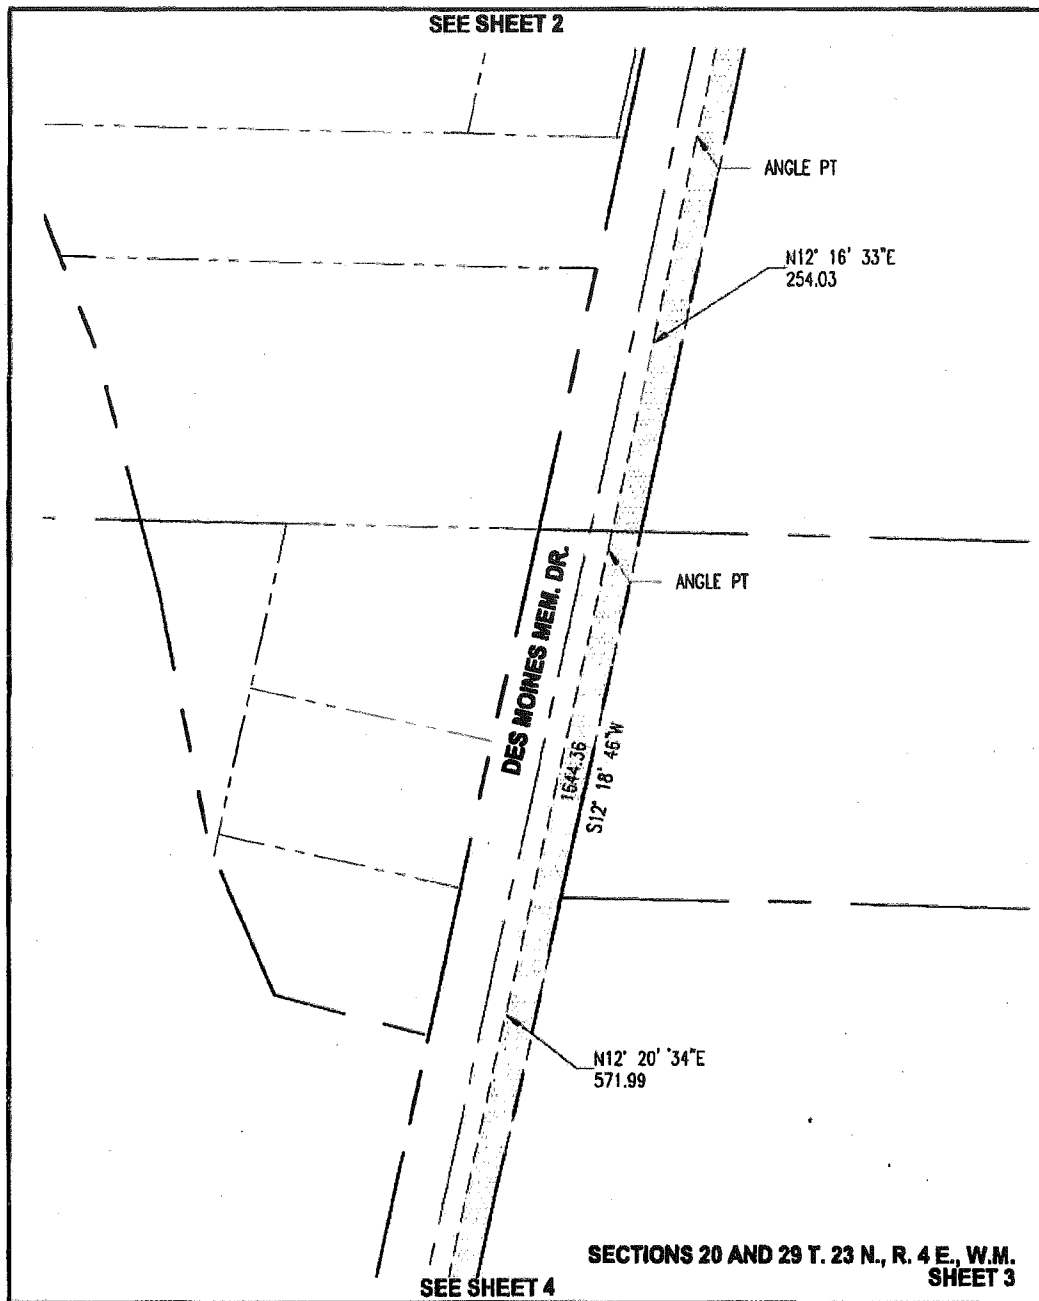 SEE SHEET 2
ANGLE PT
N12° 16' 33"E
254.03
DES MOINES MEM. DR.
ANGLE PT
1644.36
S12° 18' 46"W
N12° 20' 34"E
571.99
SECTIONS 20 AND 29 T. 23 N., R. 4 E., W.M.
SHEET 3
SEE SHEET 4